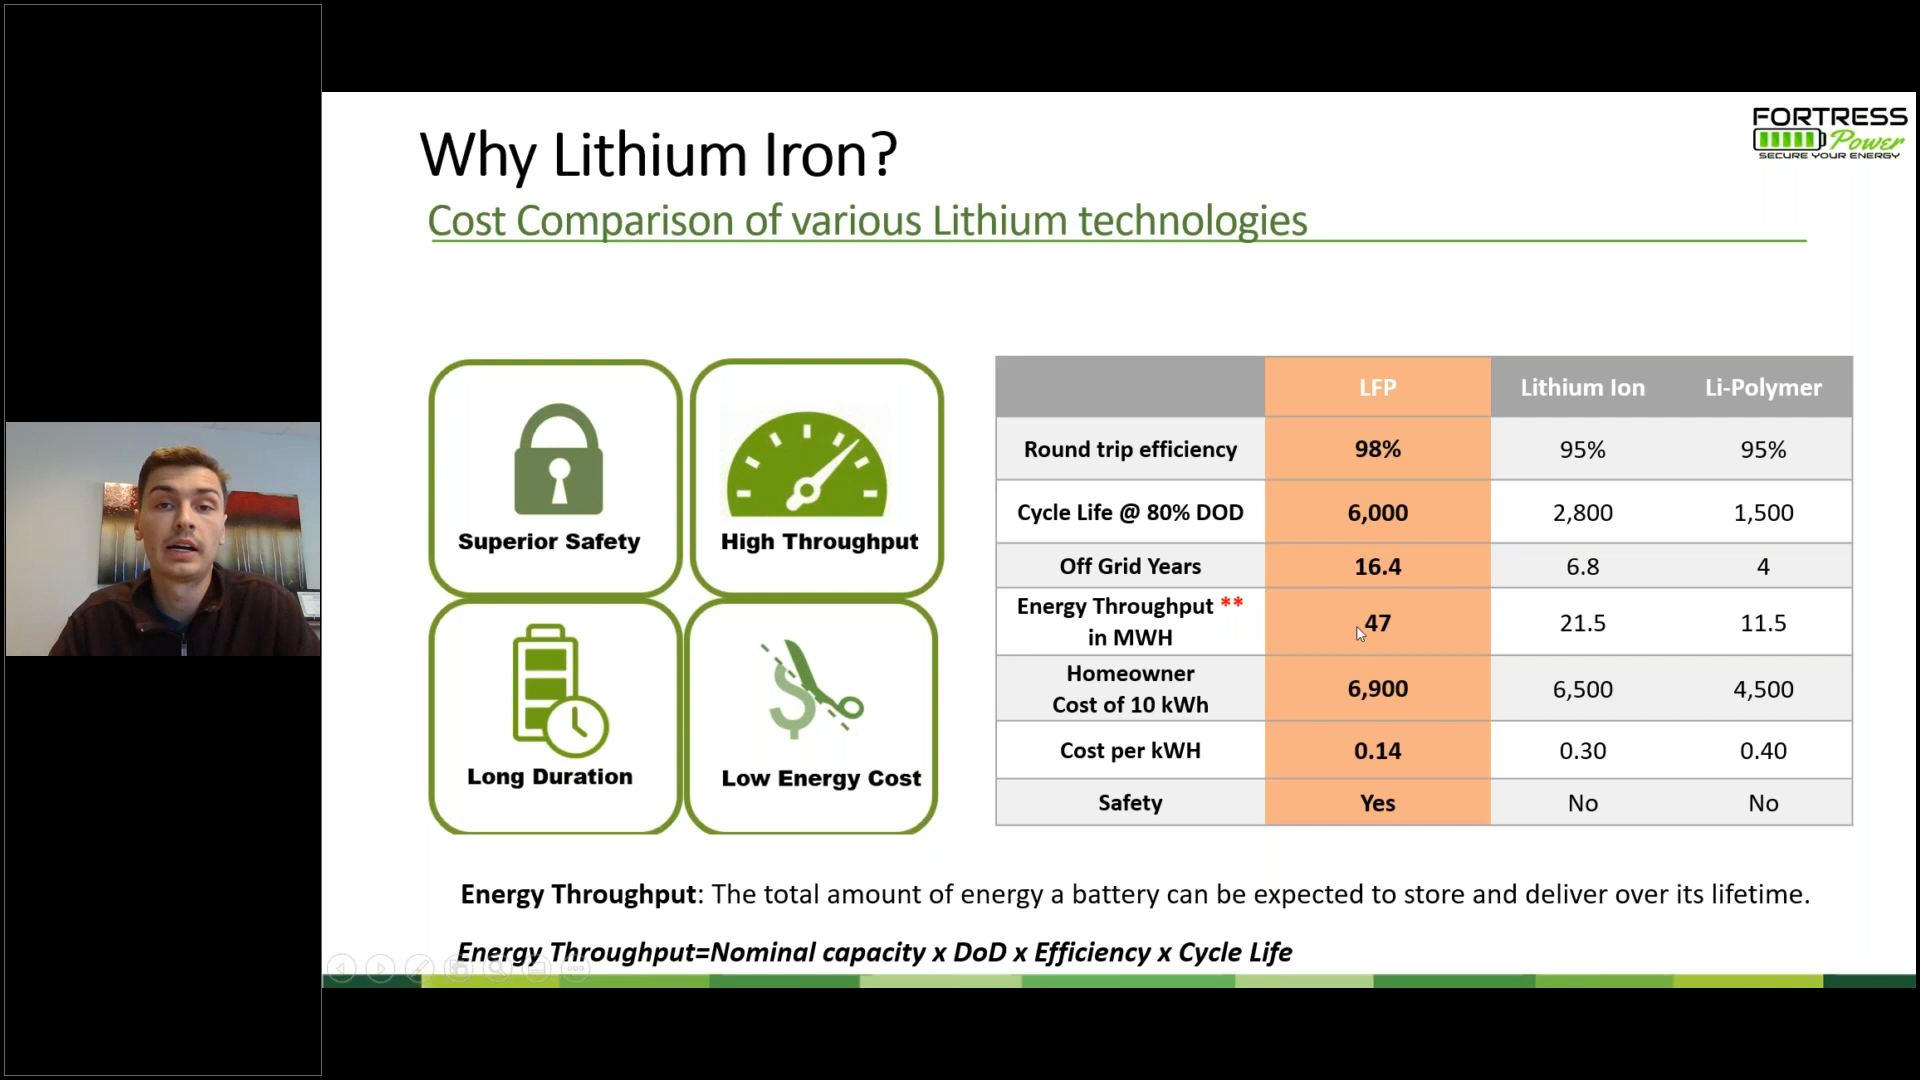 Why Lithium Iron?
FORTRESS
Power
SECURE YOUR ENERGY
Cost Comparison of various Lithium technologies
Superior Safety
High Throughput
Long Duration
$
Low Energy Cost
LFP Lithium Ion Li-Polymer
Round trip efficiency 98% 95% 95%
Cycle Life @ 80% DOD 6,000 2,800 1,500
Off Grid Years 16.4 6.8 4
Energy Throughput **
in MWH 47 21.5 11.5
Homeowner
Cost of 10 kWh 6,900 6,500 4,500
Cost per kWH 0.14 0.30 0.40
Safety Yes No No
Energy Throughput: The total amount of energy a battery can be expected to store and deliver over its lifetime.
Energy Throughput=Nominal capacity x DoD x Efficiency x Cycle Life